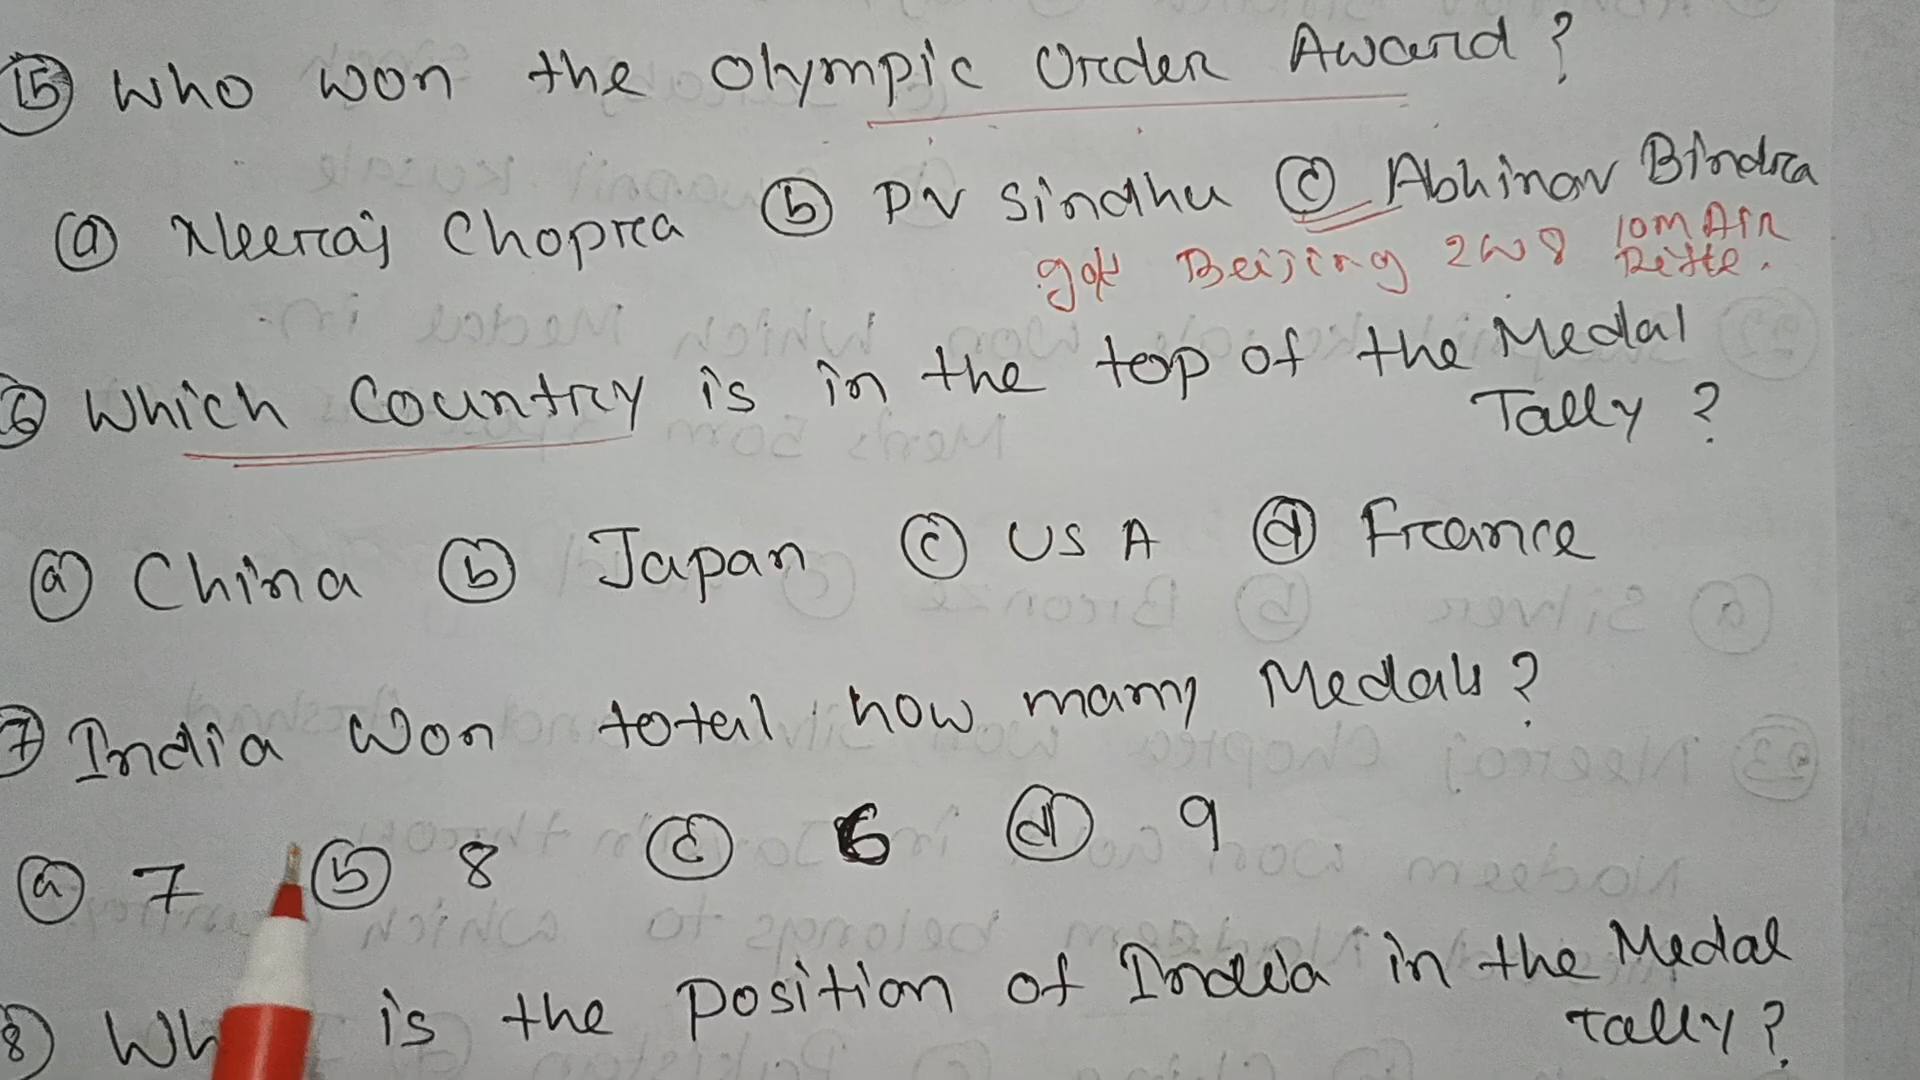 15 Who won the Olympic Order Award?
a Neeraj Chopra b PV Sindhu c Abhinav Bindra
got Beijing 2008 10m Air Rifle.
6 Which Country is in the top of the Medal Tally?
a China b Japan c USA d France
7 India Won total how many Medals?
a 7 b 8 c 6 d 9
8 Wh is the position of India in the Medal Tally?